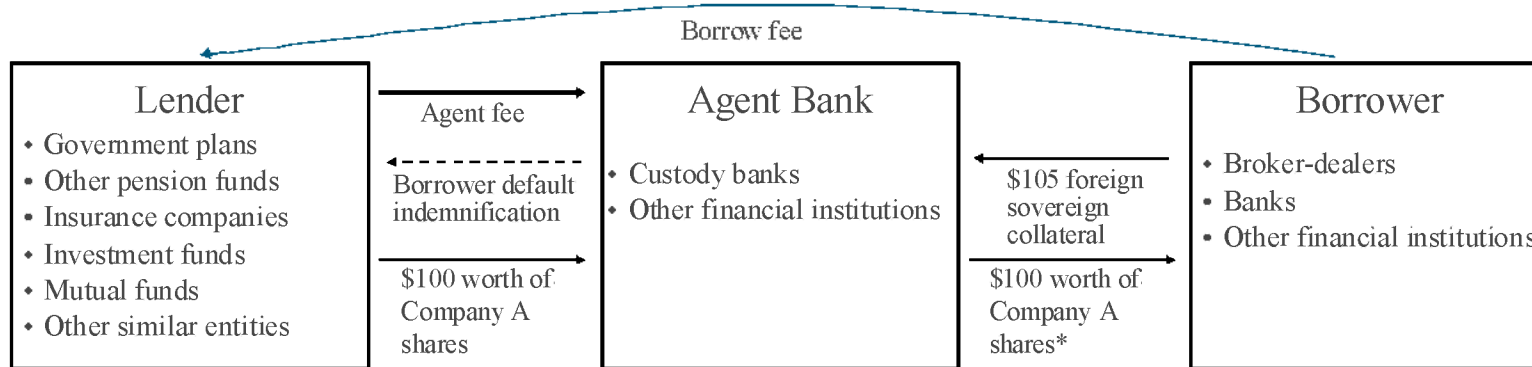 Borrow fee
Lender
• Government plans
• Other pension funds
• Insurance companies
• Investment funds
• Mutual funds
• Other similar entities
Agent fee
Borrower default
indemnification
$100 worth of
Company A
shares
Agent Bank
• Custody banks
• Other financial institutions
$105 foreign
sovereign
collateral
$100 worth of
Company A
shares*
Borrower
• Broker-dealers
• Banks
• Other financial institutions